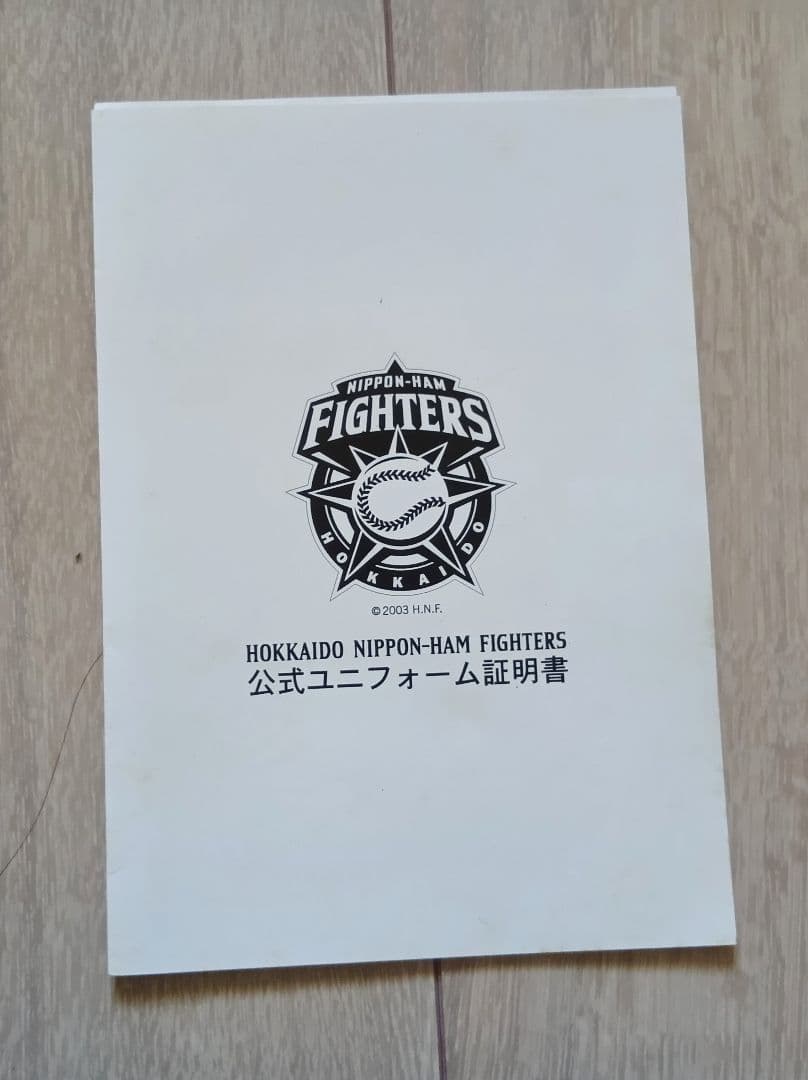 NIPPON-HAM
FIGHTERS
HOKKAIDO
©2003 H.N.F.
HOKKAIDO NIPPON-HAM FIGHTERS
公式ユニフォーム証明書